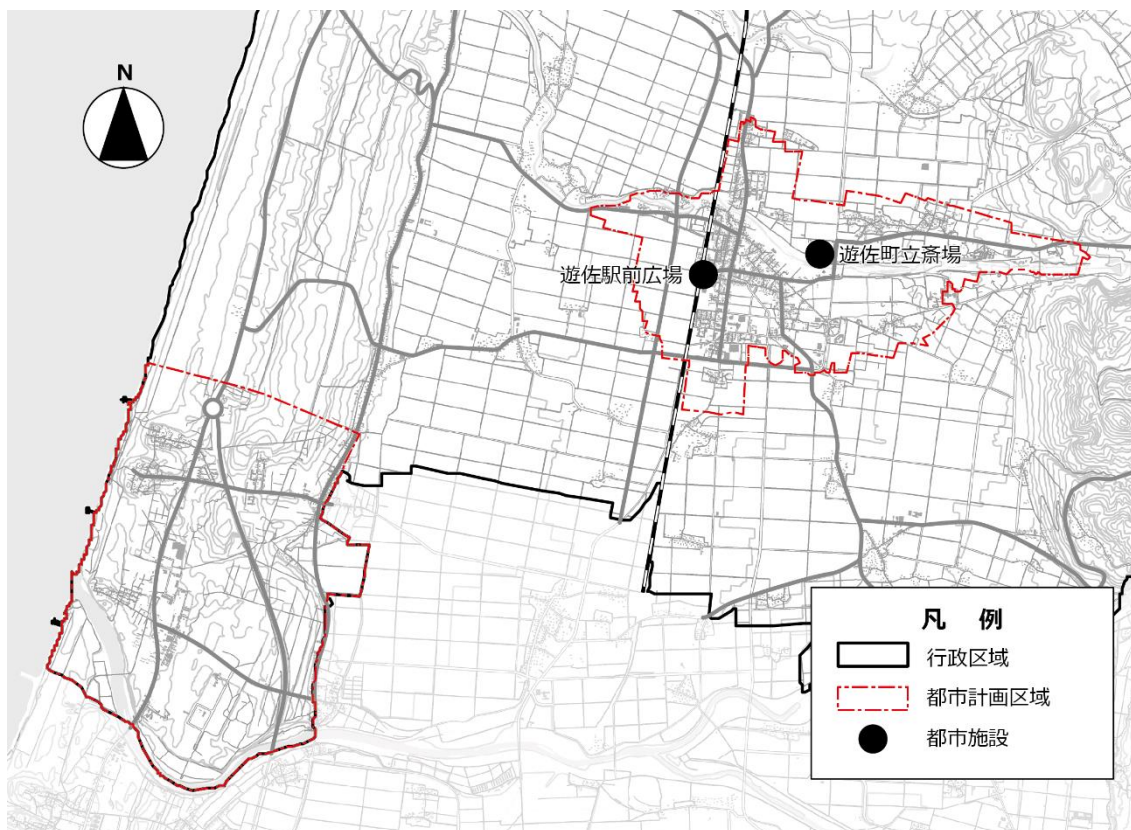 N
遊佐町立斎場
遊佐駅前広場
凡 例
行政区域
都市計画区域
都市施設